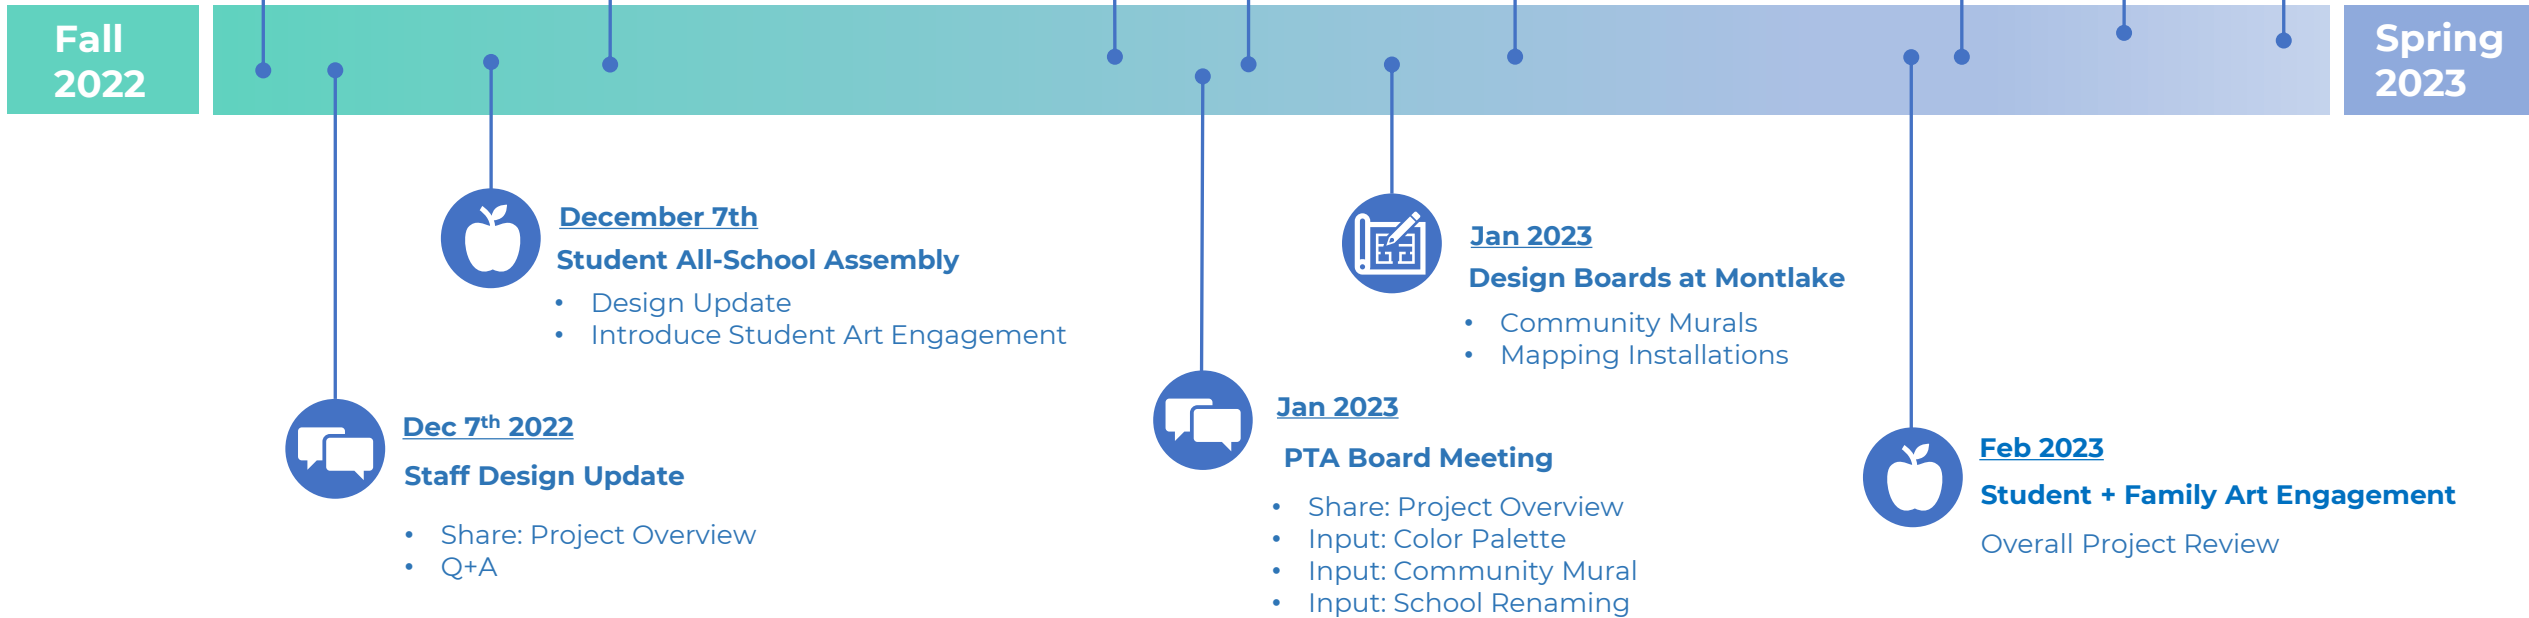 Fall
2022
Spring
2023
December 7th
Student All-School Assembly
• Design Update
• Introduce Student Art Engagement
Dec 7th 2022
Staff Design Update
• Share: Project Overview
• Q+A
Jan 2023
Design Boards at Montlake
• Community Murals
• Mapping Installations
Jan 2023
PTA Board Meeting
• Share: Project Overview
• Input: Color Palette
• Input: Community Mural
• Input: School Renaming
Feb 2023
Student + Family Art Engagement
Overall Project Review